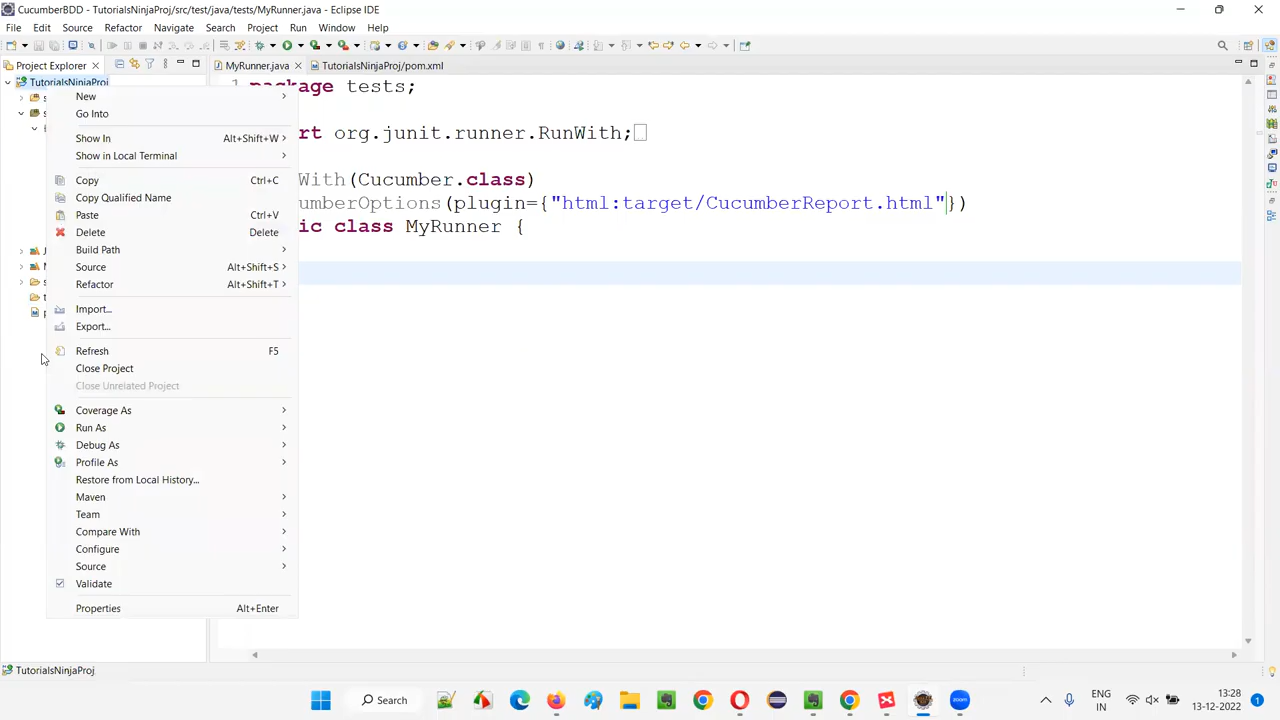 CucumberBDD - TutorialsNinjaProj/src/test/java/tests/MyRunner.java - Eclipse IDE
File Edit Source Refactor Navigate Search Project Run Window Help
Project Explorer
MyRunner.java
TutorialsNinjaProj/pom.xml
TutorialsNinjaProj
1 package tests;
rt org.junit.runner.RunWith;
With(Cucumber.class)
cumberOptions(plugin={"html:target/CucumberReport.html"})
ic class MyRunner {
New
Go Into
Show In Alt+Shift+W
Show in Local Terminal
Copy Ctrl+C
Copy Qualified Name
Paste Ctrl+V
Delete Delete
Build Path
Source Alt+Shift+S
Refactor Alt+Shift+T
Import...
Export...
Refresh F5
Close Project
Close Unrelated Project
Coverage As
Run As
Debug As
Profile As
Restore from Local History...
Maven
Team
Compare With
Configure
Source
Validate
Properties Alt+Enter
TutorialsNinjaProj
Search
ENG
IN
13:28
13-12-2022
1